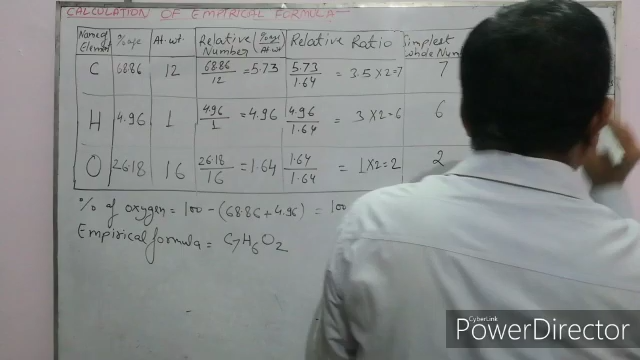 CALCULATION OF EMPIRICAL FORMULA
Name of Element %age At. wt. Relative Number (%age/At.wt) Relative Ratio Simplest whole Num
C 68.86 12 68.86/12 = 5.73 5.73/1.64 = 3.5 x 2 = 7 7
H 4.96 1 4.96/1 = 4.96 4.96/1.64 = 3 x 2 = 6 6
O 26.18 16 26.18/16 = 1.64 1.64/1.64 = 1 x 2 = 2 2
% of oxygen = 100 - (68.86 + 4.96) = 100
Empirical formula = C7H6O2
CyberLink
PowerDirector